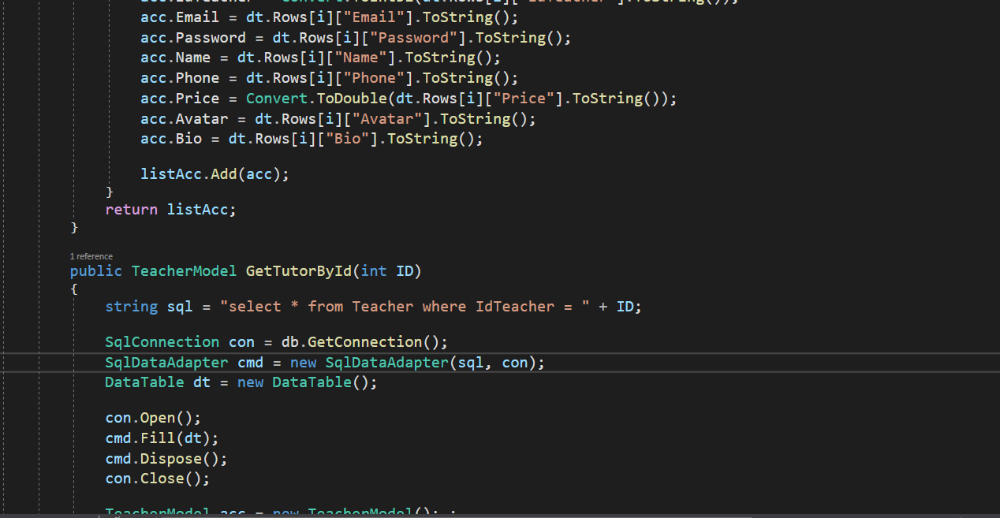 acc.Email = dt.Rows[i]["Email"].ToString();
acc.Password = dt.Rows[i]["Password"].ToString();
acc.Name = dt.Rows[i]["Name"].ToString();
acc.Phone = dt.Rows[i]["Phone"].ToString();
acc.Price = Convert.ToDouble(dt.Rows[i]["Price"].ToString());
acc.Avatar = dt.Rows[i]["Avatar"].ToString();
acc.Bio = dt.Rows[i]["Bio"].ToString();
listAcc.Add(acc);
}
return listAcc;
}
1 reference
public TeacherModel GetTutorById(int ID)
{
string sql = "select * from Teacher where IdTeacher = " + ID;
SqlConnection con = db.GetConnection();
SqlDataAdapter cmd = new SqlDataAdapter(sql, con);
DataTable dt = new DataTable();
con.Open();
cmd.Fill(dt);
cmd.Dispose();
con.Close();
TeacherModel acc = new TeacherModel(); ;